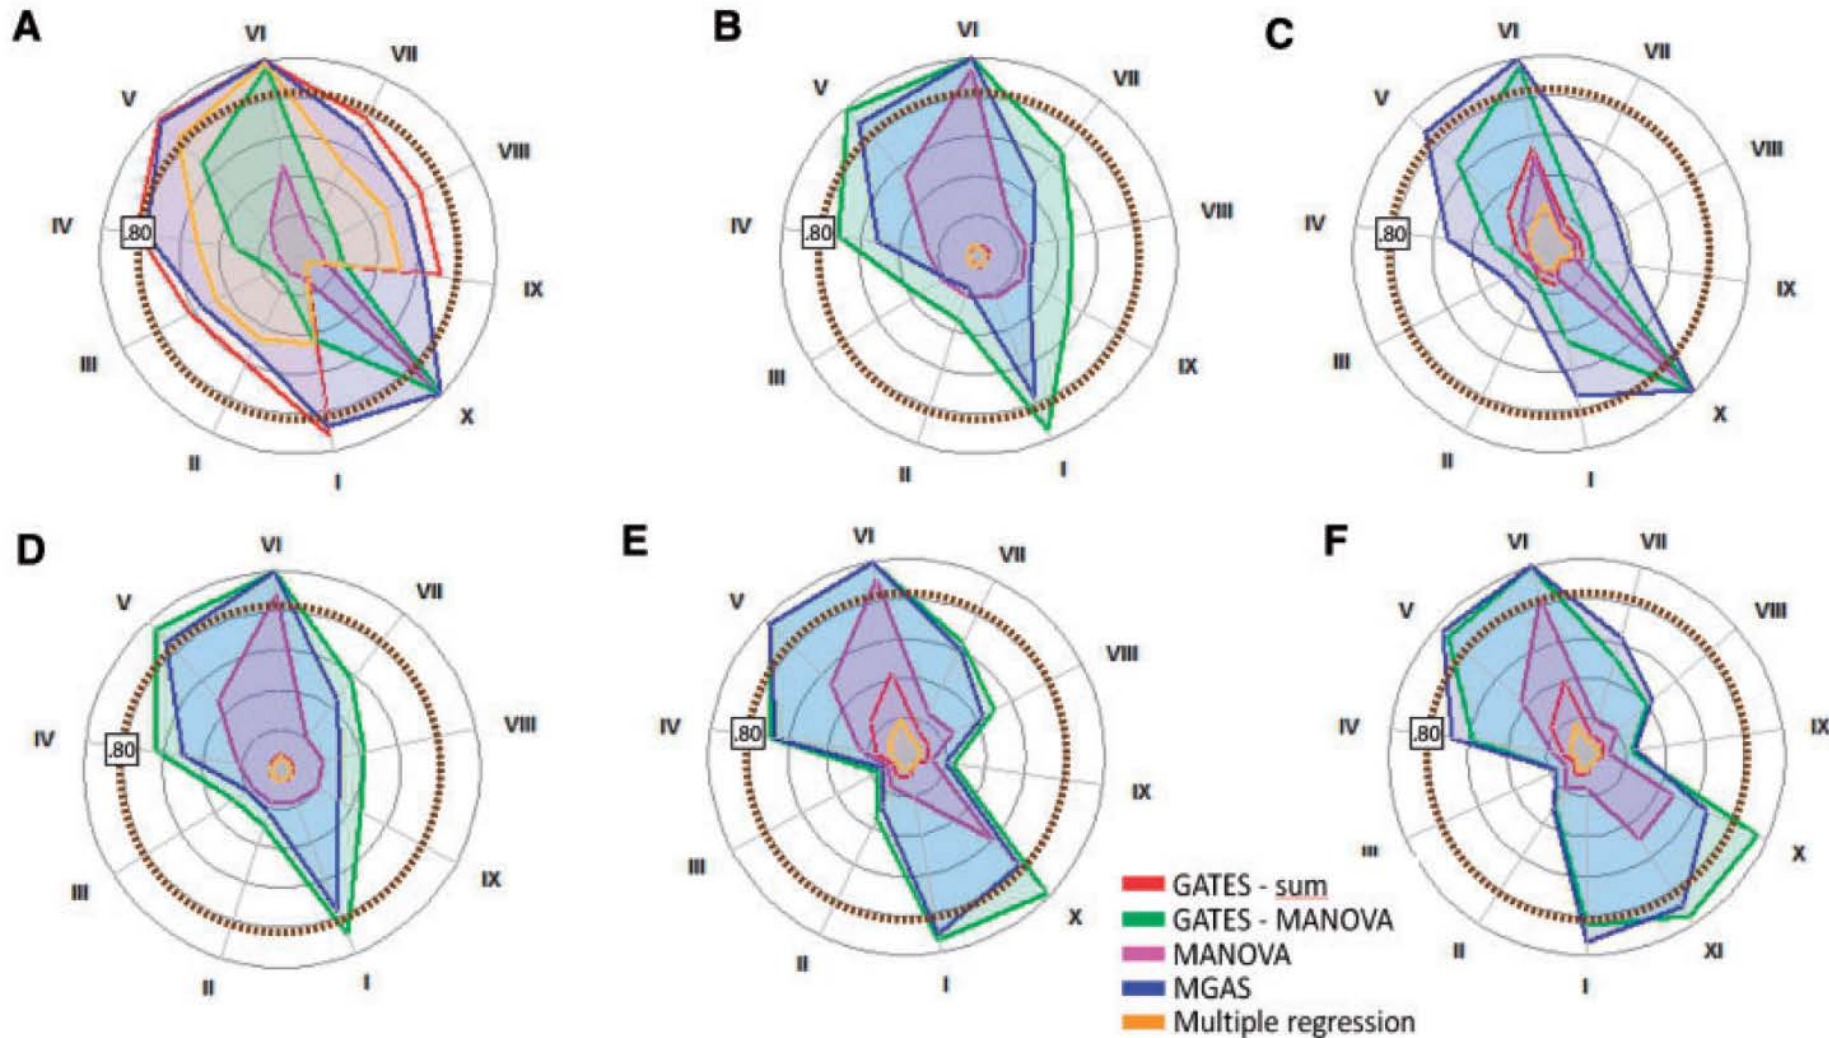 A
VI
VII
V
VIII
IV
.80
IX
III
X
II
I
B
VI
VII
V
VIII
IV
.80
IX
III
II
I
C
VI
VII
V
VIII
IV
.80
IX
III
X
II
I
D
VI
VII
V
VIII
IV
.80
IX
III
II
I
E
VI
VII
V
VIII
IV
.80
IX
III
X
II
I
F
VI
VII
V
VIII
IV
.80
IX
III
X
II
XI
I
GATES - sum
GATES - MANOVA
MANOVA
MGAS
Multiple regression